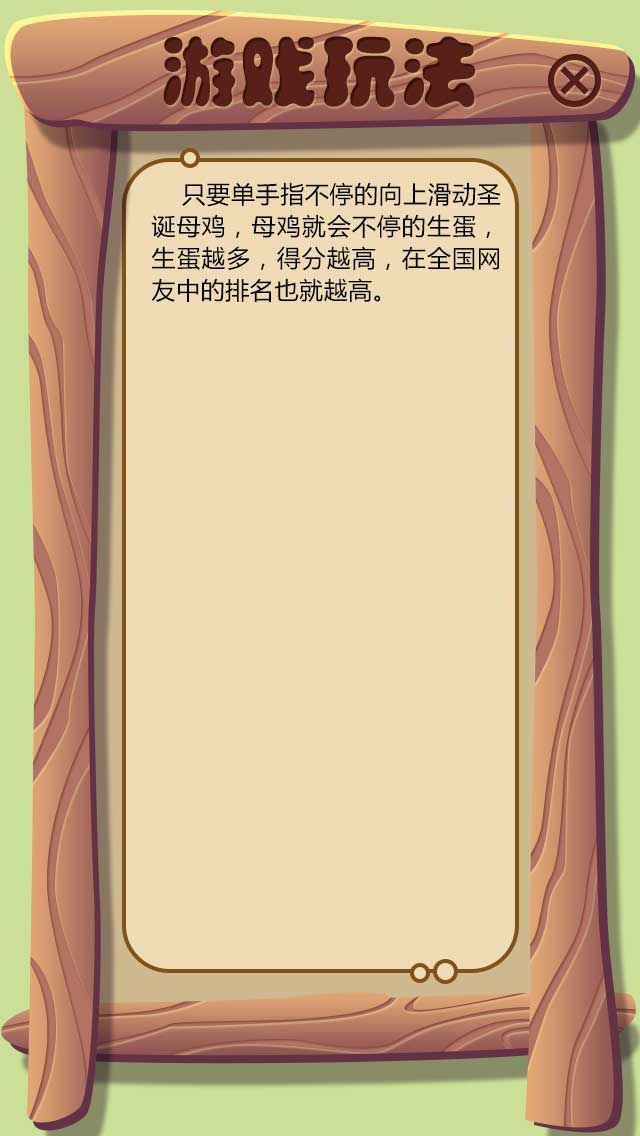 游戏玩法
只要单手指不停的向上滑动圣
诞母鸡，母鸡就会不停的生蛋，
生蛋越多，得分越高，在全国网
友中的排名也就越高。